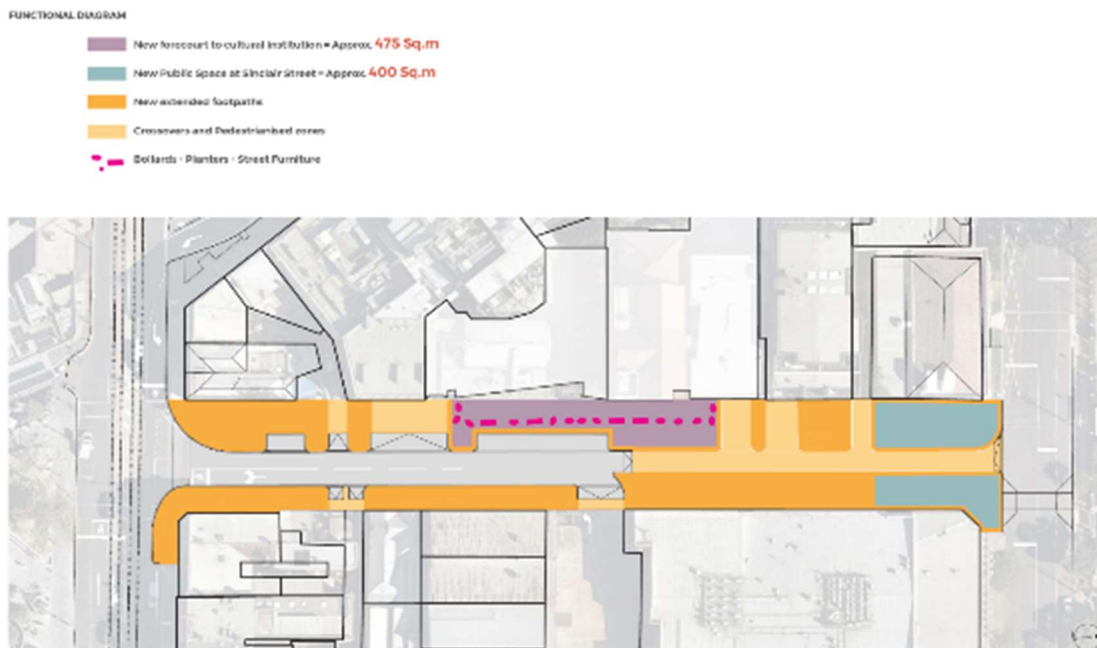 FUNCTIONAL DIAGRAM
New forecourt to cultural institution = Approx. 475 Sq.m
New Public Space at Sinclair Street = Approx. 400 Sq.m
New extended footpaths
Crossovers and Pedestrianised zones
Bollards - Planters - Street Furniture